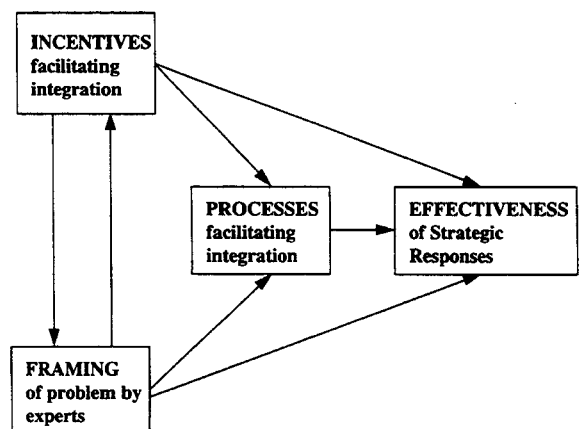 INCENTIVES
facilitating
integration
PROCESSES
facilitating
integration
EFFECTIVENESS
of Strategic
Responses
FRAMING
of problem by
experts